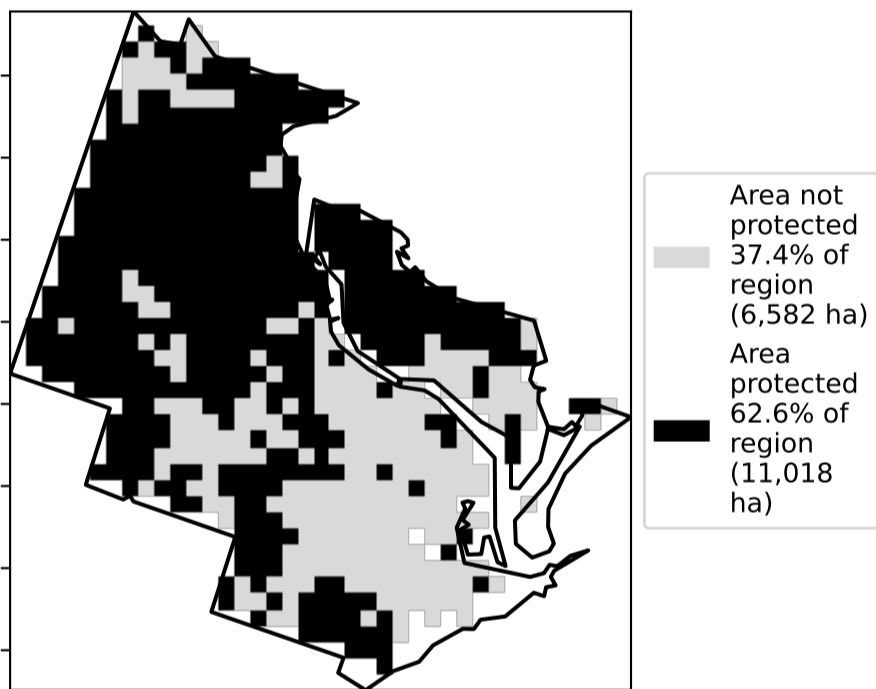 Area not
protected
37.4% of
region
(6,582 ha)
Area
protected
62.6% of
region
(11,018
ha)